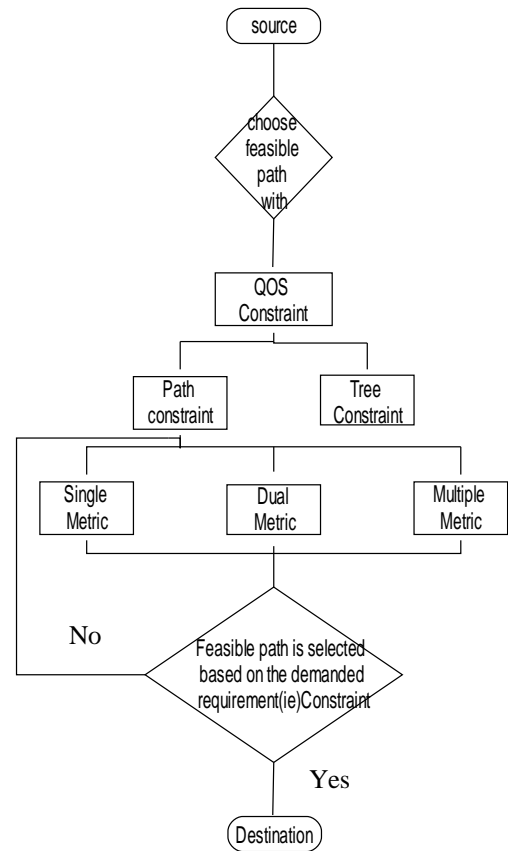 source
choose
feasible
path
with
QOS
Constraint
Path
constraint
Tree
Constraint
Single
Metric
Dual
Metric
Multiple
Metric
No
Feasible path is selected
based on the demanded
requirement(ie)Constraint
Yes
Destination